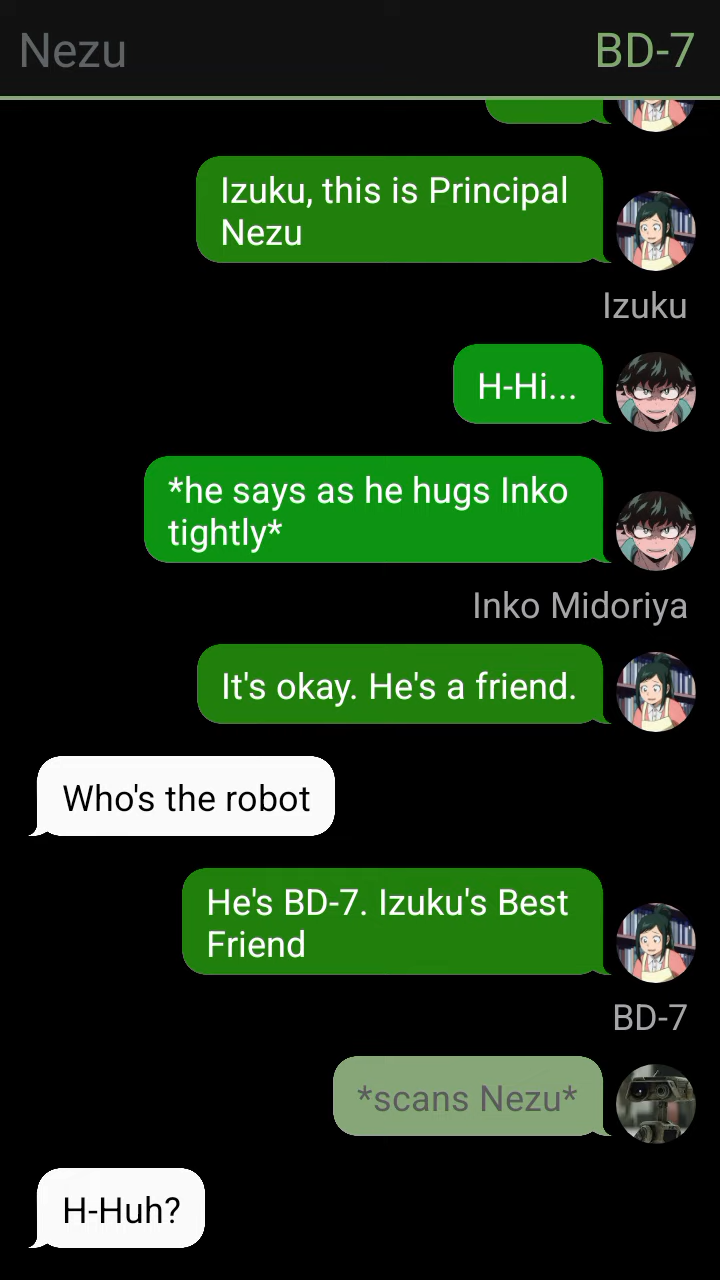 Nezu
BD-7
Izuku, this is Principal
Nezu
Izuku
H-Hi...
*he says as he hugs Inko
tightly*
Inko Midoriya
It's okay. He's a friend.
Who's the robot
He's BD-7. Izuku's Best
Friend
BD-7
*scans Nezu*
H-Huh?